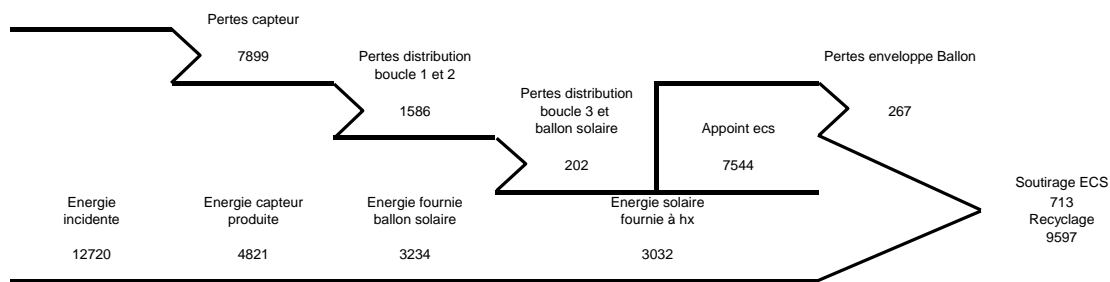 Pertes capteur
7899
Pertes distribution
boucle 1 et 2
1586
Pertes distribution
boucle 3 et
ballon solaire
202
Appoint ecs
7544
Pertes enveloppe Ballon
267
Energie
incidente
12720
Energie capteur
produite
4821
Energie fournie
ballon solaire
3234
Energie solaire
fournie à hx
3032
Soutirage ECS
713
Recyclage
9597